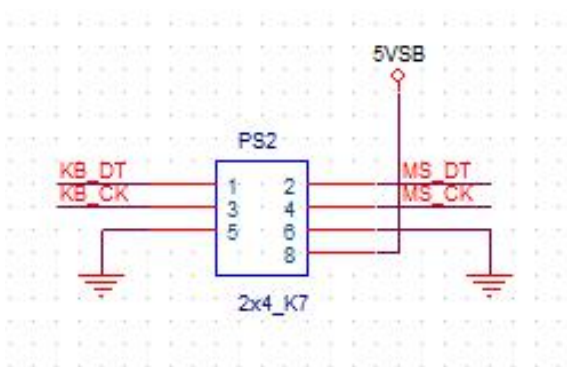 5VSB
PS2
KB_DT 1 2 MS_DT
KB_CK 3 4 MS_CK
5 6
8
2x4_K7